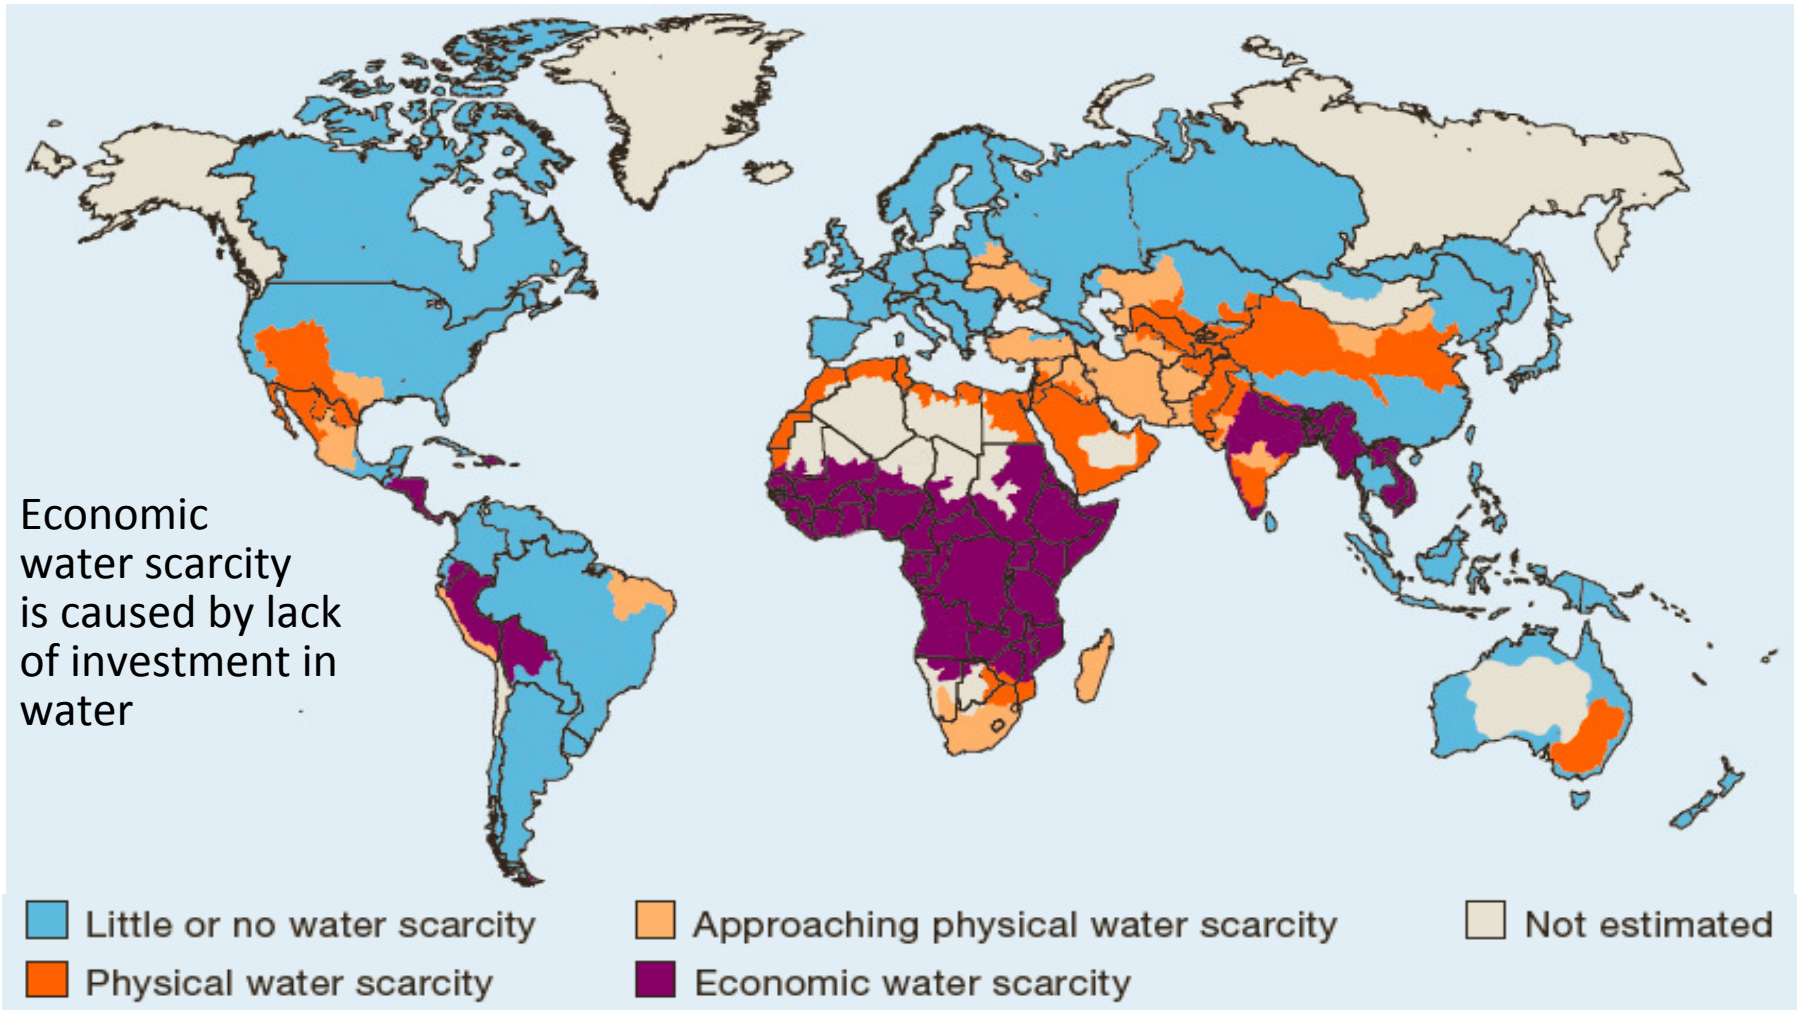 Economic
water scarcity
is caused by lack
of investment in
water
Little or no water scarcity
Approaching physical water scarcity
Not estimated
Physical water scarcity
Economic water scarcity